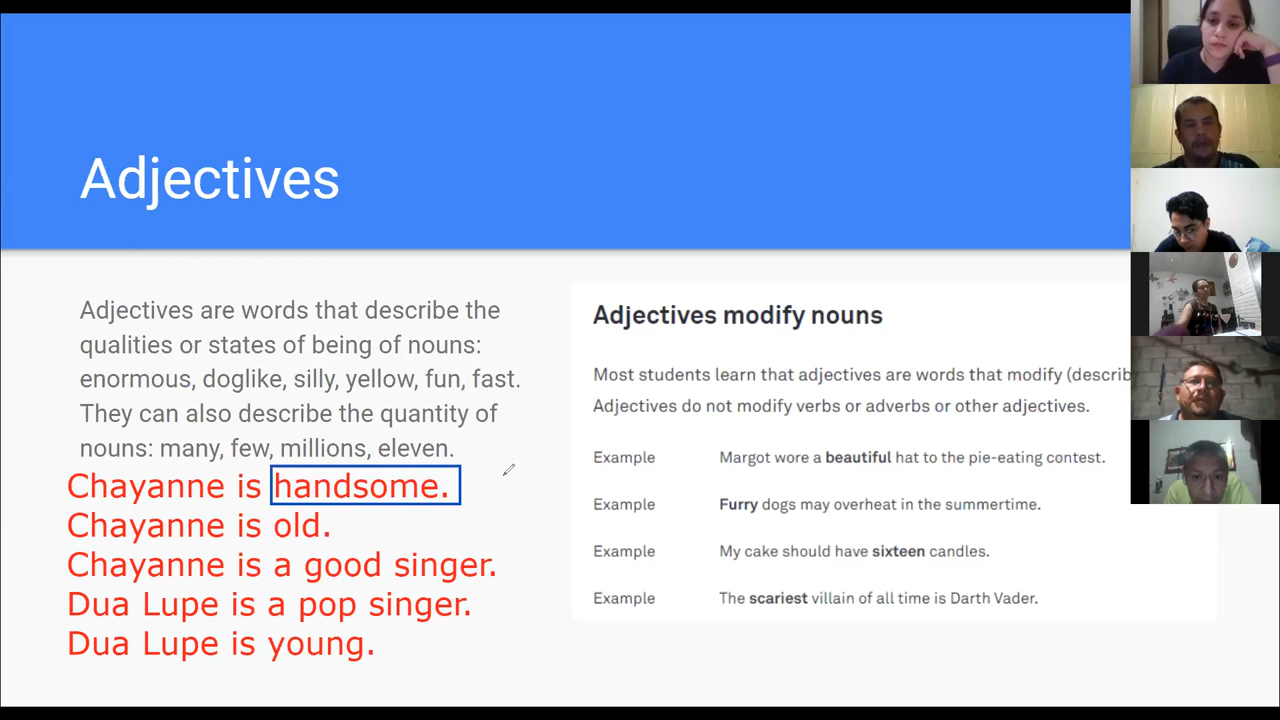 Adjectives
Adjectives are words that describe the
qualities or states of being of nouns:
enormous, doglike, silly, yellow, fun, fast.
They can also describe the quantity of
nouns: many, few, millions, eleven.
Chayanne is handsome.
Chayanne is old.
Chayanne is a good singer.
Dua Lupe is a pop singer.
Dua Lupe is young.
Adjectives modify nouns
Most students learn that adjectives are words that modify (describ
Adjectives do not modify verbs or adverbs or other adjectives.
Example Margot wore a beautiful hat to the pie-eating contest.
Example Furry dogs may overheat in the summertime.
Example My cake should have sixteen candles.
Example The scariest villain of all time is Darth Vader.